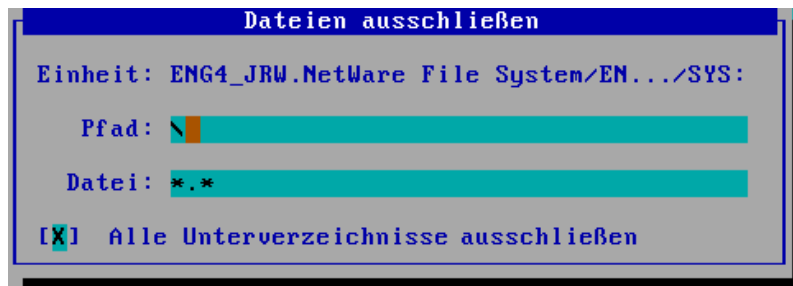 Dateien ausschließen
Einheit: ENG4_JRW.NetWare File System/EN.../SYS:
Pfad: \
Datei: *.*
[X] Alle Unterverzeichnisse ausschließen